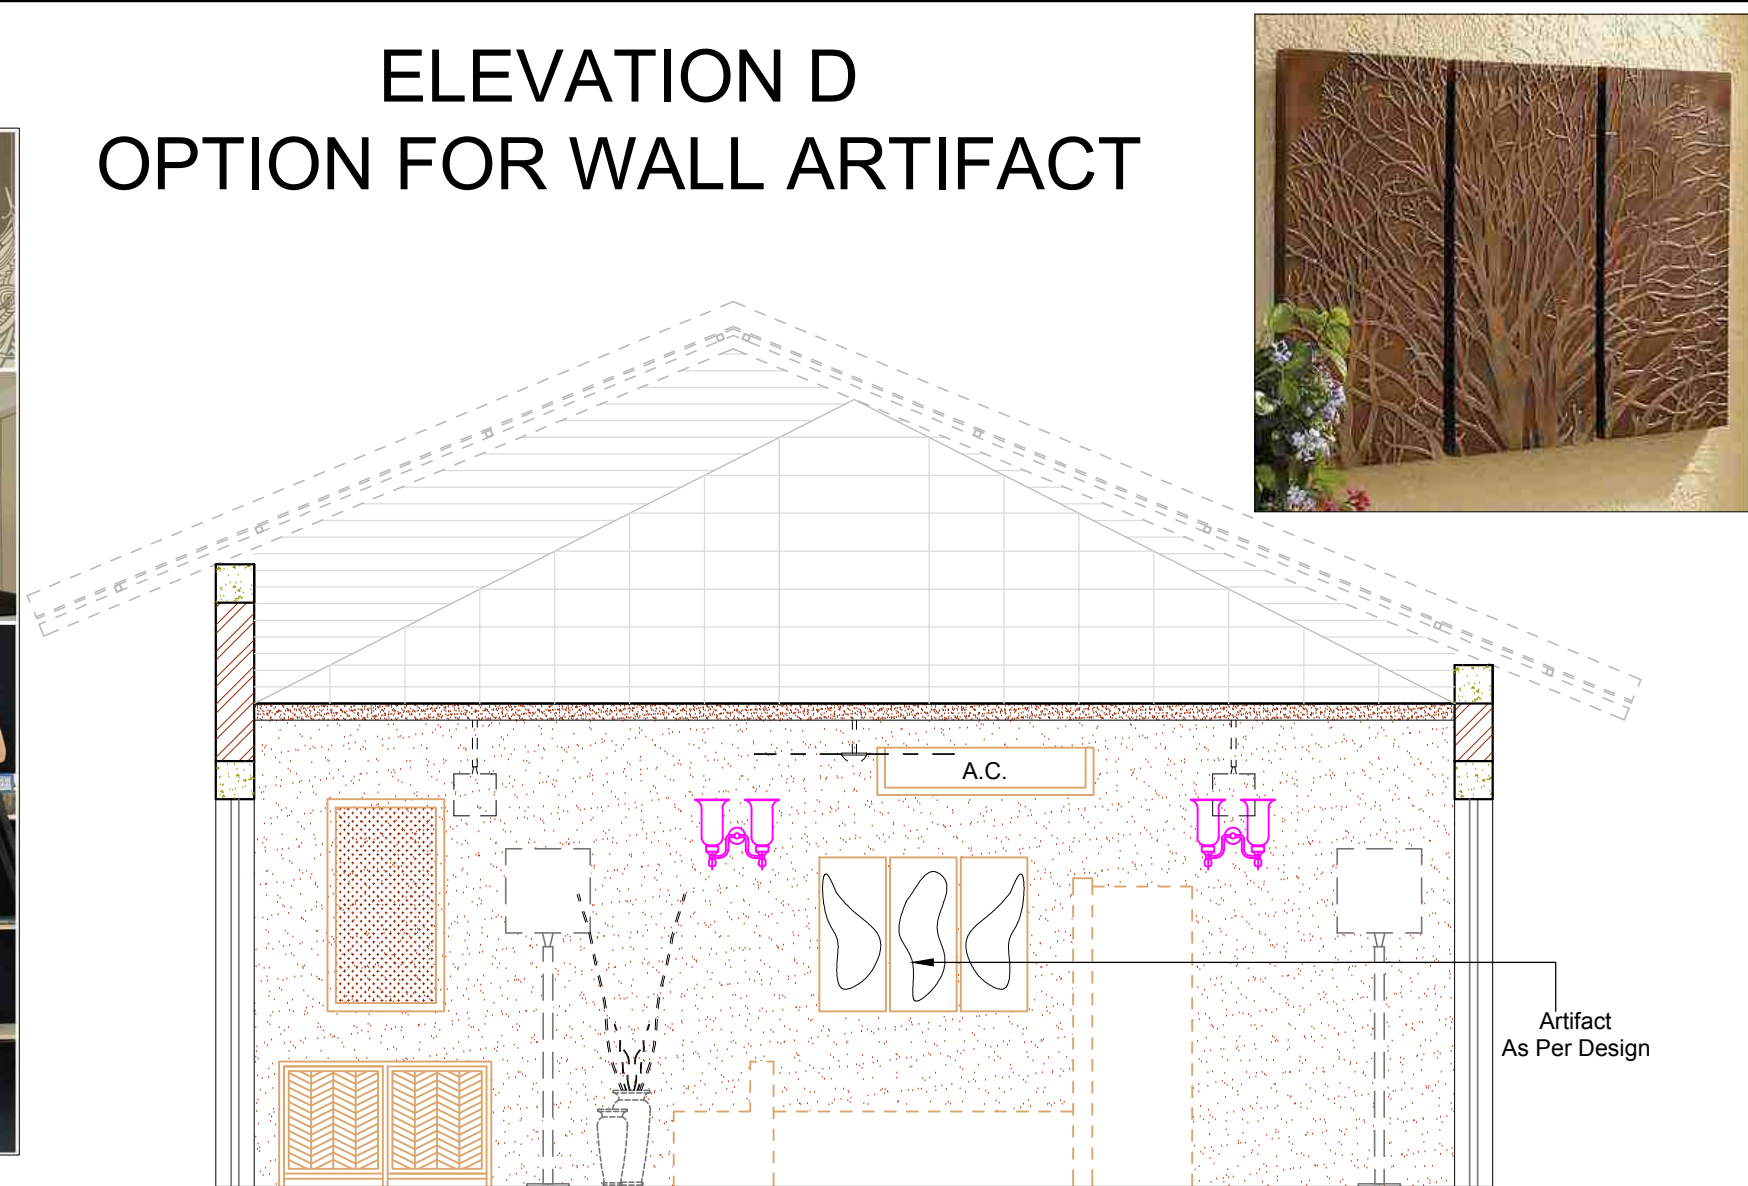 ELEVATION D
OPTION FOR WALL ARTIFACT
A.C.
Artifact
As Per Design